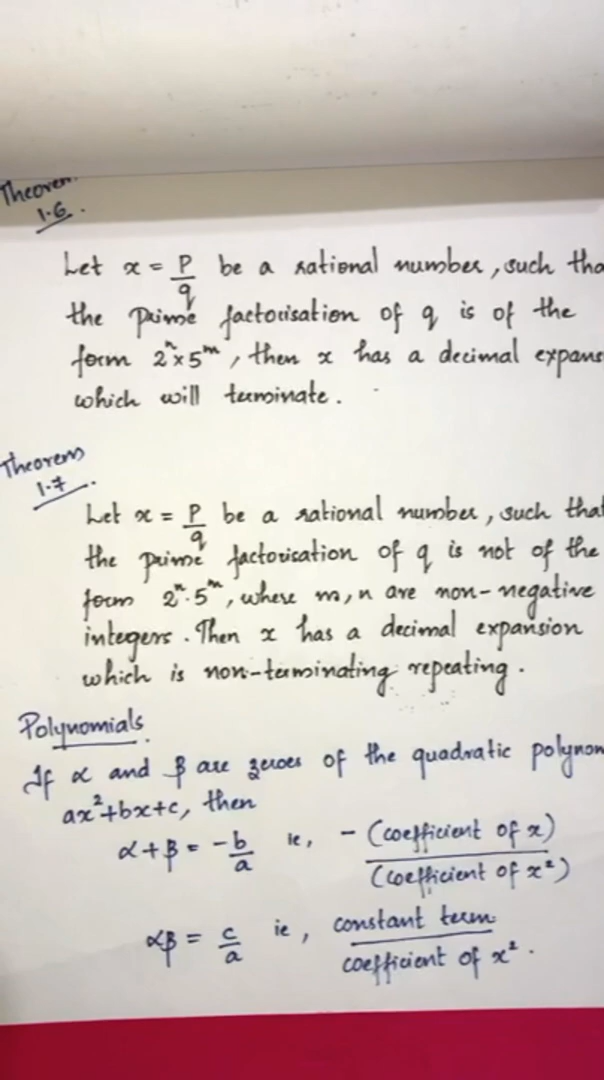 Theorem
1.6.
Let x = p/q be a rational number, such tha
the prime factorisation of q is of the
form 2ⁿ x 5ᵐ, then x has a decimal expans
which will terminate.
Theorem
1.7.
Let x = p/q be a rational number, such that
the prime factorisation of q is not of the
form 2ⁿ.5ᵐ, where m, n are non-negative
integers. Then x has a decimal expansion
which is non-terminating repeating.
Polynomials
If α and β are zeroes of the quadratic polynom
ax²+bx+c, then
α+β = -b/a ie, - (coefficient of x)/(coefficient of x²)
αβ = c/a ie, constant term/coefficient of x².